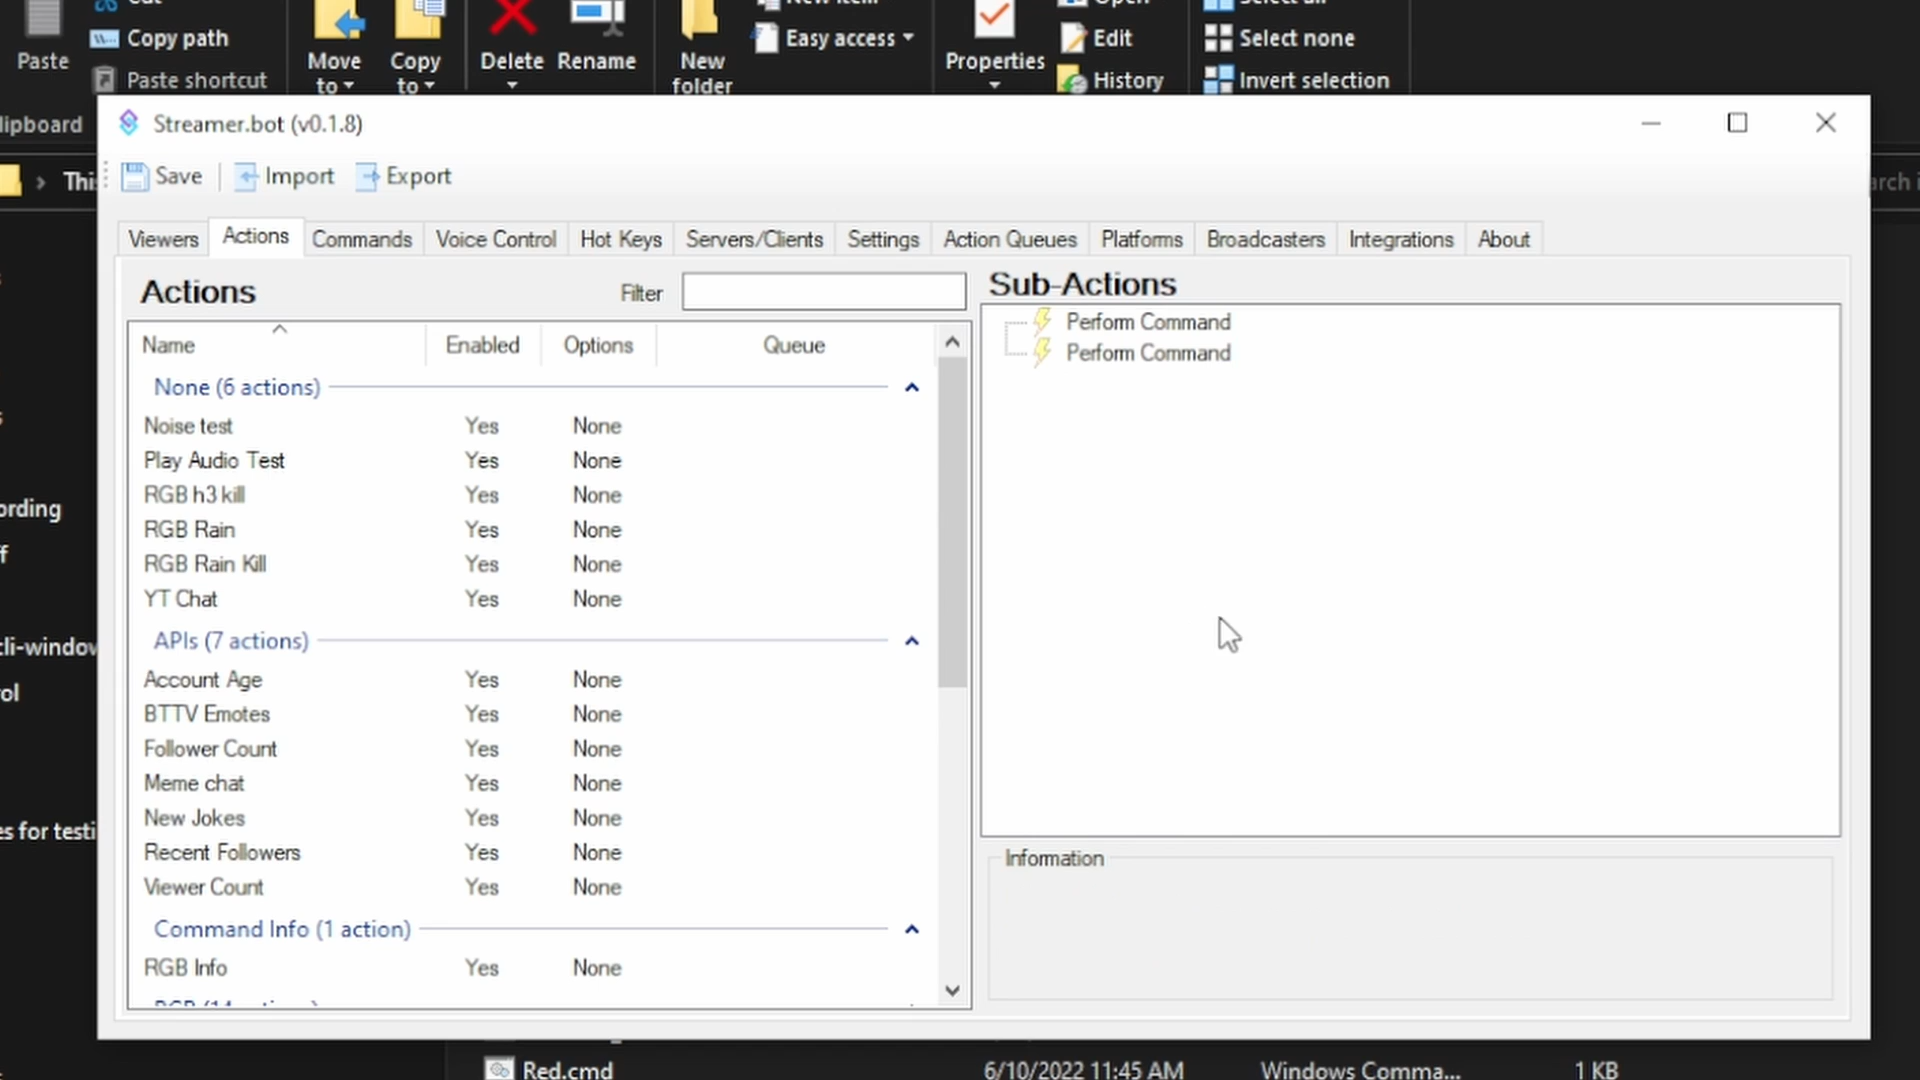 Paste
Copy path
Paste shortcut
Move to
Copy to
Delete
Rename
New folder
Easy access
Properties
Edit
History
Select none
Invert selection
Streamer.bot (v0.1.8)
Save
Import
Export
Viewers
Actions
Commands
Voice Control
Hot Keys
Servers/Clients
Settings
Action Queues
Platforms
Broadcasters
Integrations
About
Actions
Filter
Name Enabled Options Queue
None (6 actions)
Noise test Yes None
Play Audio Test Yes None
RGB h3 kill Yes None
RGB Rain Yes None
RGB Rain Kill Yes None
YT Chat Yes None
APIs (7 actions)
Account Age Yes None
BTTV Emotes Yes None
Follower Count Yes None
Meme chat Yes None
New Jokes Yes None
Recent Followers Yes None
Viewer Count Yes None
Command Info (1 action)
RGB Info Yes None
Sub-Actions
Perform Command
Perform Command
Information
Red.cmd 6/10/2022 11:45 AM Windows Comma... 1 KB